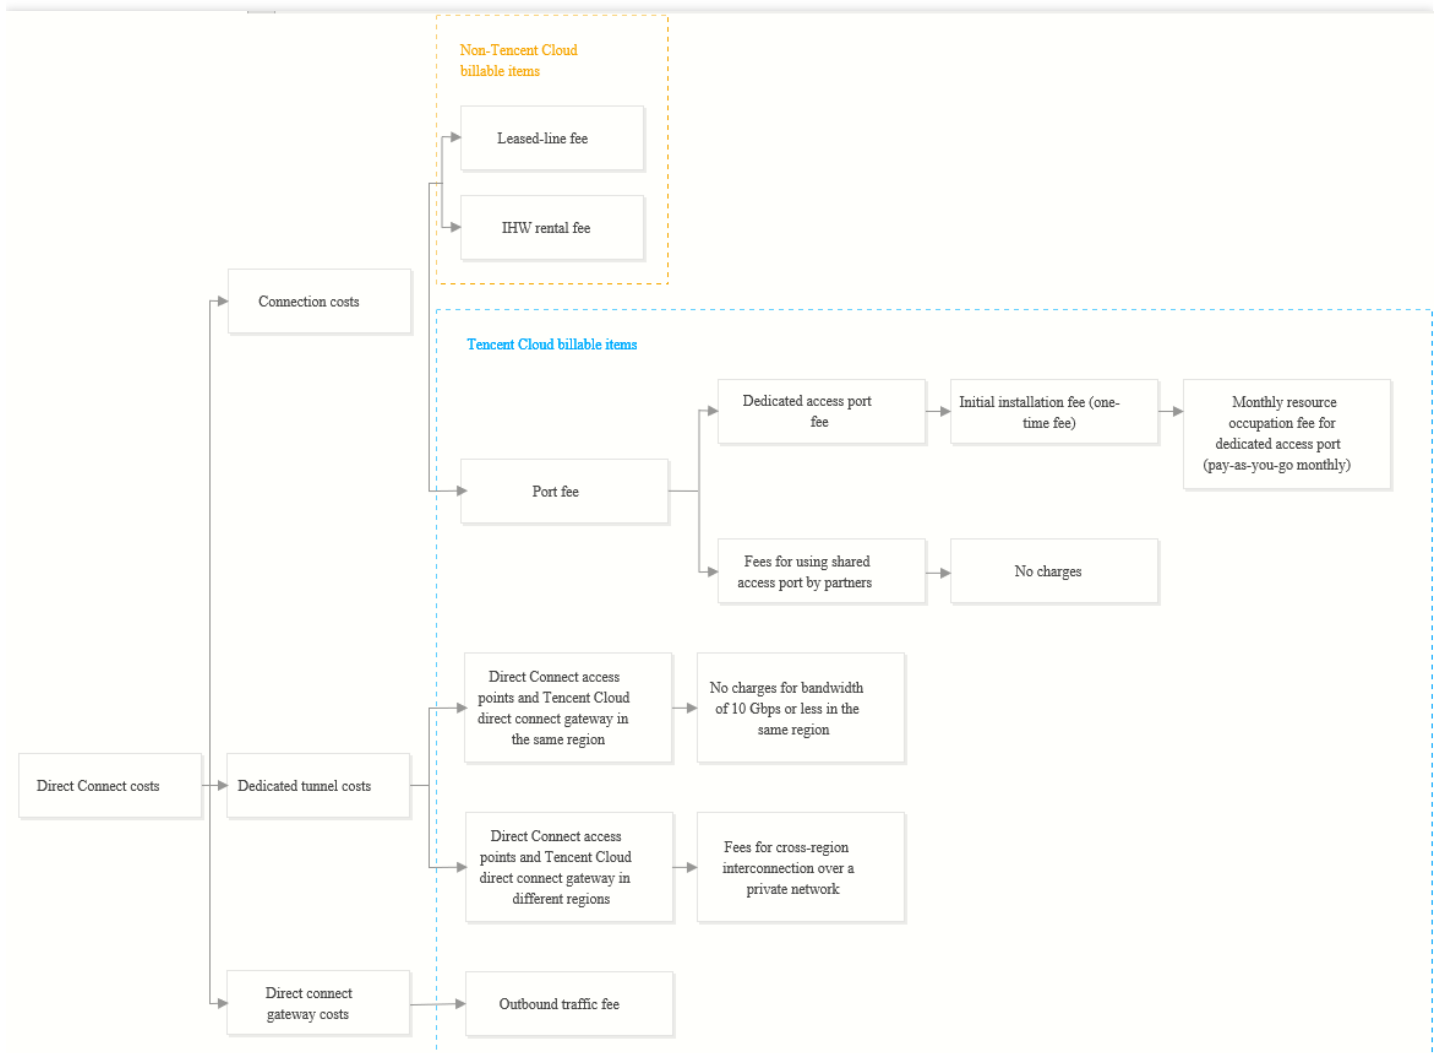 Non-Tencent Cloud
billable items
Leased-line fee
IHW rental fee
Connection costs
Tencent Cloud billable items
Dedicated access port
fee
Initial installation fee (one-
time fee)
Monthly resource
occupation fee for
dedicated access port
(pay-as-you-go monthly)
Port fee
Fees for using shared
access port by partners
No charges
Direct Connect access
points and Tencent Cloud
direct connect gateway in
the same region
No charges for bandwidth
of 10 Gbps or less in the
same region
Direct Connect costs
Dedicated tunnel costs
Direct Connect access
points and Tencent Cloud
direct connect gateway in
different regions
Fees for cross-region
interconnection over a
private network
Direct connect
gateway costs
Outbound traffic fee